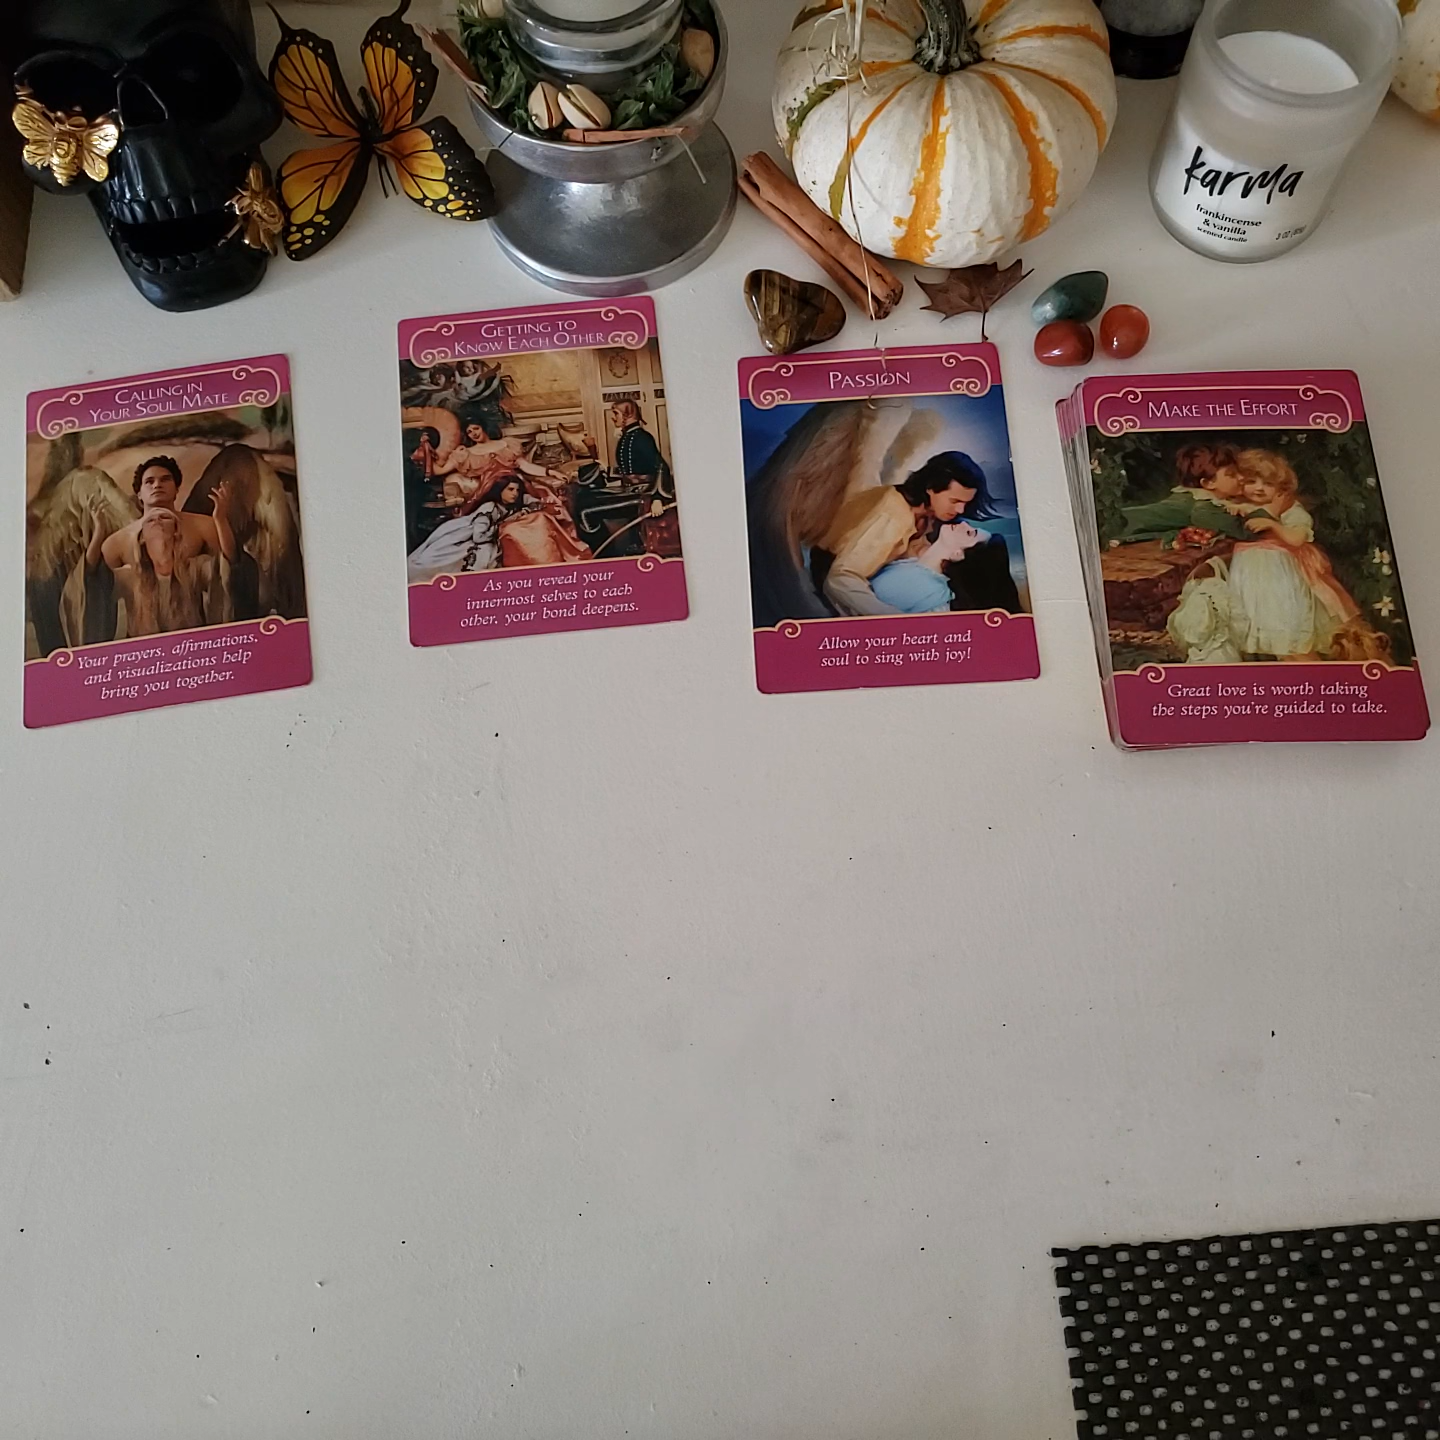 karma
frankincense
& vanilla
scented candle
3 OZ (85g)
CALLING IN
YOUR SOUL MATE
Your prayers, affirmations,
and visualizations help
bring you together.
GETTING TO
KNOW EACH OTHER
As you reveal your
innermost selves to each
other, your bond deepens.
PASSION
Allow your heart and
soul to sing with joy!
MAKE THE EFFORT
Great love is worth taking
the steps you're guided to take.